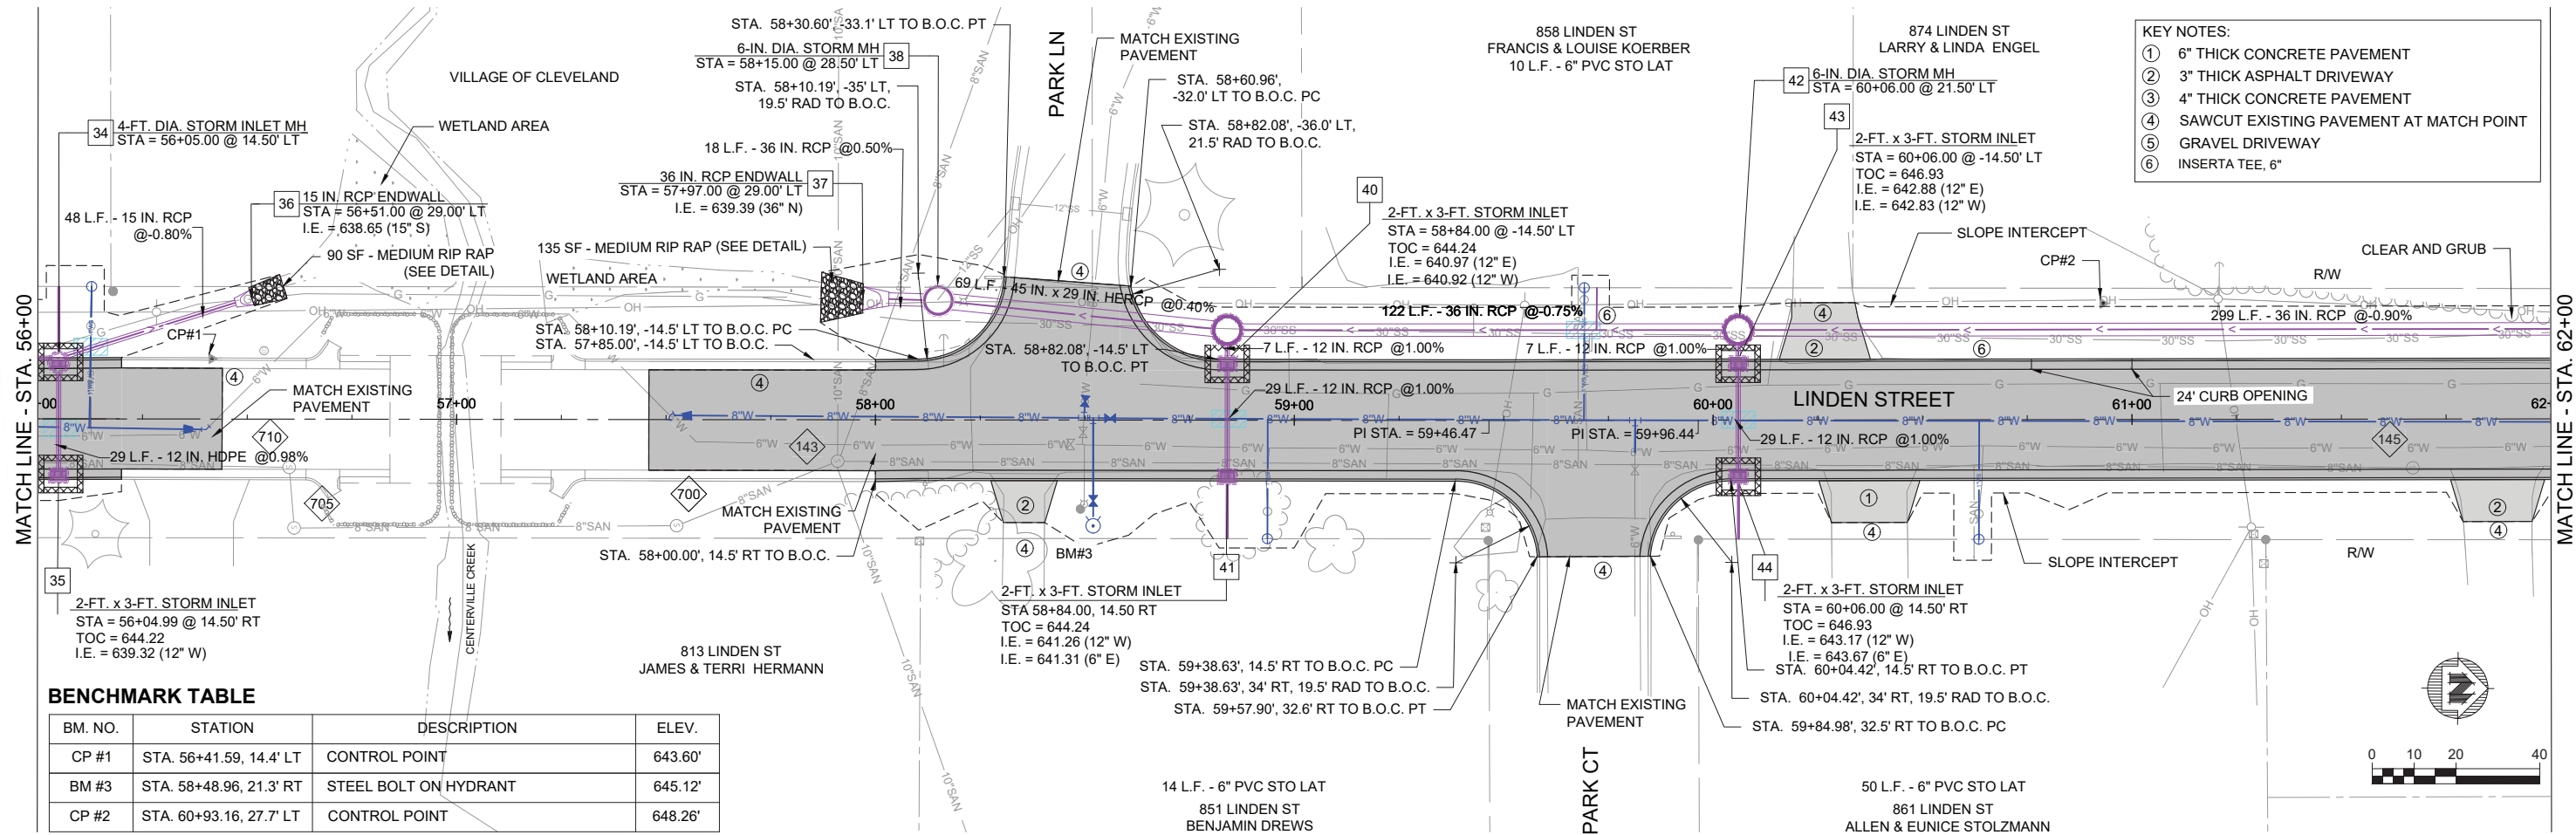 MATCH LINE - STA. 56+00
34
4-FT. DIA. STORM INLET MH
STA = 56+05.00 @ 14.50' LT
VILLAGE OF CLEVELAND
WETLAND AREA
36
15 IN. RCP ENDWALL
STA = 56+51.00 @ 29.00' LT
I.E. = 638.65 (15" S)
48 L.F. - 15 IN. RCP
@-0.80%
90 SF - MEDIUM RIP RAP
(SEE DETAIL)
CP#1
MATCH EXISTING
PAVEMENT
29 L.F. - 12 IN. HDPE @0.98%
710
705
700
35
2-FT. x 3-FT. STORM INLET
STA = 56+04.99 @ 14.50' RT
TOC = 644.22
I.E. = 639.32 (12" W)
CENTERVILLE CREEK
STA. 58+30.60', -33.1' LT TO B.O.C. PT
6-IN. DIA. STORM MH
38
STA = 58+15.00 @ 28.50' LT
STA. 58+10.19', -35' LT,
19.5' RAD TO B.O.C.
18 L.F. - 36 IN. RCP @0.50%
36 IN. RCP ENDWALL
37
STA = 57+97.00 @ 29.00' LT
I.E. = 639.39 (36" N)
135 SF - MEDIUM RIP RAP (SEE DETAIL)
WETLAND AREA
69 L.F. - 45 IN. x 29 IN. HERCP @0.40%
STA. 58+10.19', -14.5' LT TO B.O.C. PC
STA. 57+85.00', -14.5' LT TO B.O.C.
PARK LN
MATCH EXISTING
PAVEMENT
STA. 58+60.96',
-32.0' LT TO B.O.C. PC
STA. 58+82.08', -36.0' LT,
21.5' RAD TO B.O.C.
STA. 58+82.08', -14.5' LT
TO B.O.C. PT
858 LINDEN ST
FRANCIS & LOUISE KOERBER
10 L.F. - 6" PVC STO LAT
40
2-FT. x 3-FT. STORM INLET
STA = 58+84.00 @ -14.50' LT
TOC = 644.24
I.E. = 640.97 (12" E)
I.E. = 640.92 (12" W)
122 L.F. - 36 IN. RCP @-0.75%
7 L.F. - 12 IN. RCP @1.00%
7 L.F. - 12 IN. RCP @1.00%
29 L.F. - 12 IN. RCP @1.00%
874 LINDEN ST
LARRY & LINDA ENGEL
42
6-IN. DIA. STORM MH
STA = 60+06.00 @ 21.50' LT
43
2-FT. x 3-FT. STORM INLET
STA = 60+06.00 @ -14.50' LT
TOC = 646.93
I.E. = 642.88 (12" E)
I.E. = 642.83 (12" W)
KEY NOTES:
1 6" THICK CONCRETE PAVEMENT
2 3" THICK ASPHALT DRIVEWAY
3 4" THICK CONCRETE PAVEMENT
4 SAWCUT EXISTING PAVEMENT AT MATCH POINT
5 GRAVEL DRIVEWAY
6 INSERTA TEE, 6"
SLOPE INTERCEPT
CP#2
CLEAR AND GRUB
R/W
299 L.F. - 36 IN. RCP @-0.90%
LINDEN STREET
24' CURB OPENING
-00
57+00
58+00
59+00
60+00
61+00
62-
143
145
PI STA. = 59+46.47
PI STA. = 59+96.44
29 L.F. - 12 IN. RCP @1.00%
MATCH EXISTING
PAVEMENT
STA. 58+00.00', 14.5' RT TO B.O.C.
BM#3
41
2-FT. x 3-FT. STORM INLET
STA 58+84.00, 14.50 RT
TOC = 644.24
I.E. = 641.26 (12" W)
I.E. = 641.31 (6" E)
813 LINDEN ST
JAMES & TERRI HERMANN
STA. 59+38.63', 14.5' RT TO B.O.C. PC
STA. 59+38.63', 34' RT, 19.5' RAD TO B.O.C.
STA. 59+57.90', 32.6' RT TO B.O.C. PT
MATCH EXISTING
PAVEMENT
PARK CT
44
2-FT. x 3-FT. STORM INLET
STA = 60+06.00 @ 14.50' RT
TOC = 646.93
I.E. = 643.17 (12" W)
I.E. = 643.67 (6" E)
STA. 60+04.42', 14.5' RT TO B.O.C. PT
STA. 60+04.42', 34' RT, 19.5' RAD TO B.O.C.
STA. 59+84.98', 32.5' RT TO B.O.C. PC
SLOPE INTERCEPT
R/W
14 L.F. - 6" PVC STO LAT
851 LINDEN ST
BENJAMIN DREWS
50 L.F. - 6" PVC STO LAT
861 LINDEN ST
ALLEN & EUNICE STOLZMANN
0 10 20 40
MATCH LINE - STA. 62+00
BENCHMARK TABLE
BM. NO. STATION DESCRIPTION ELEV.
CP #1 STA. 56+41.59, 14.4' LT CONTROL POINT 643.60'
BM #3 STA. 58+48.96, 21.3' RT STEEL BOLT ON HYDRANT 645.12'
CP #2 STA. 60+93.16, 27.7' LT CONTROL POINT 648.26'